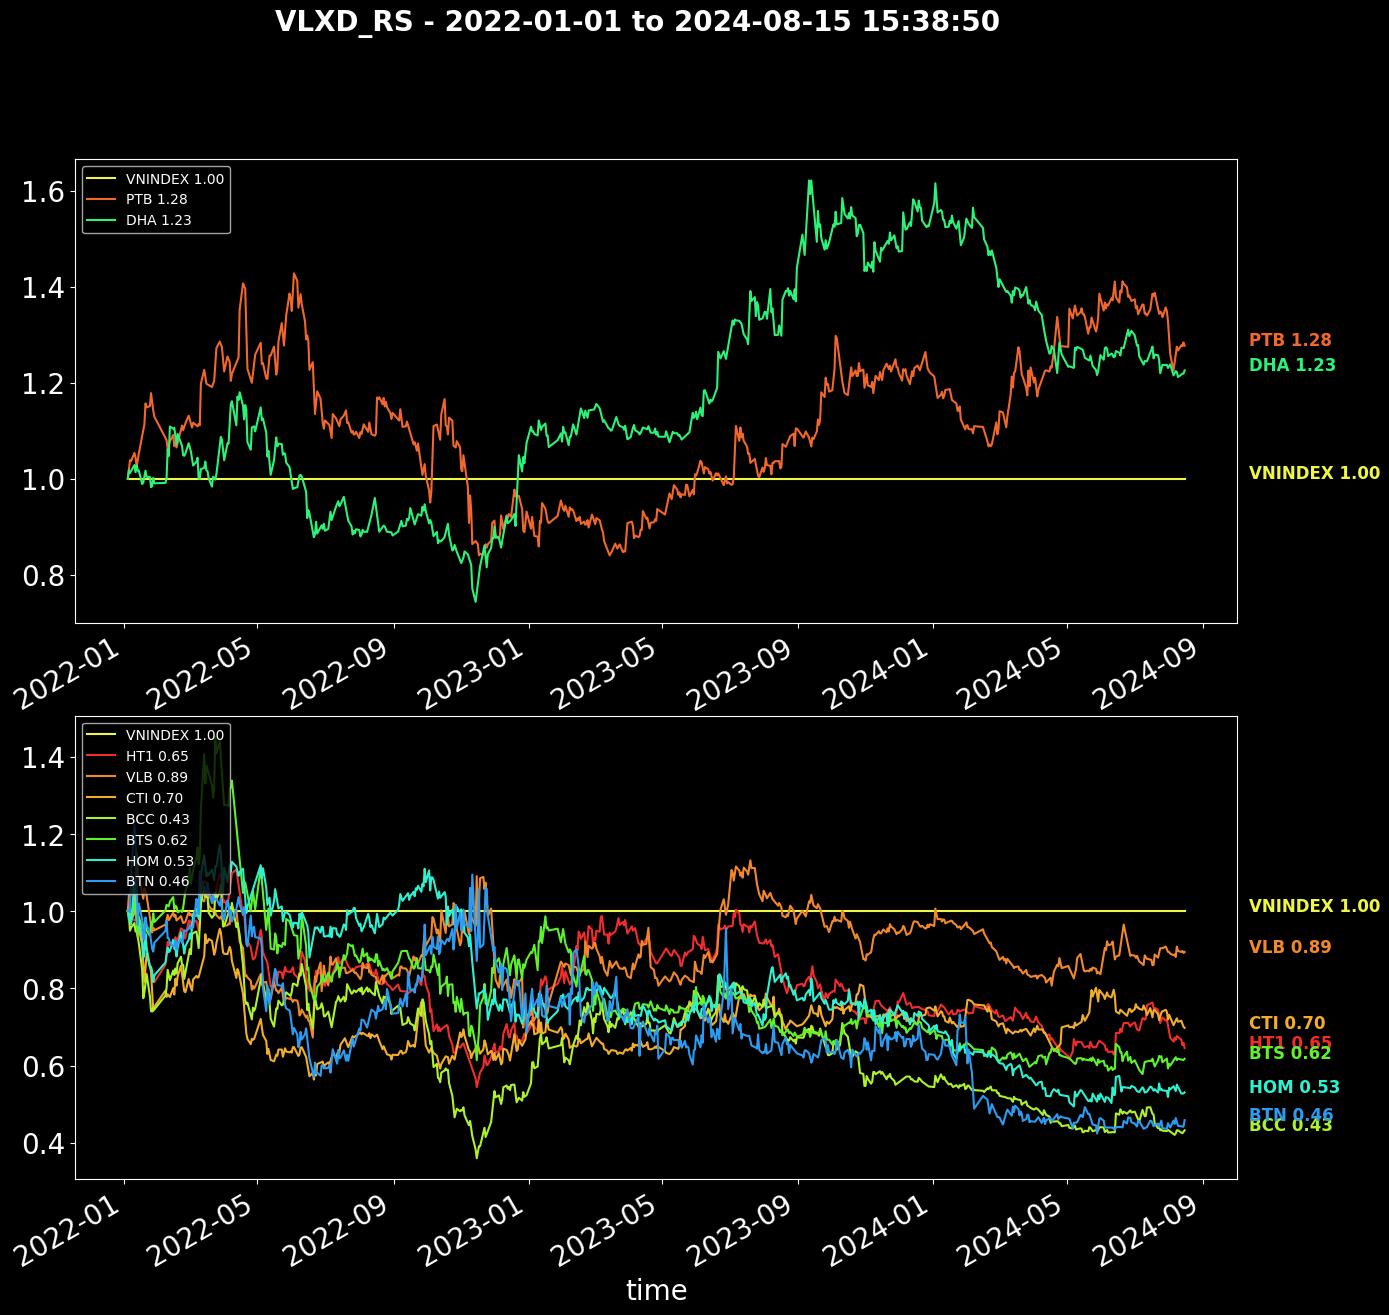 VLXD_RS - 2022-01-01 to 2024-08-15 15:38:50
VNINDEX 1.00
PTB 1.28
DHA 1.23
1.6
1.4
1.2
1.0
0.8
PTB 1.28
DHA 1.23
VNINDEX 1.00
2022-01
2022-05
2022-09
2023-01
2023-05
2023-09
2024-01
2024-05
2024-09
VNINDEX 1.00
HT1 0.65
VLB 0.89
CTI 0.70
BCC 0.43
BTS 0.62
HOM 0.53
BTN 0.46
1.4
1.2
1.0
0.8
0.6
0.4
VNINDEX 1.00
VLB 0.89
CTI 0.70
HT1 0.65
BTS 0.62
HOM 0.53
BTN 0.46
BCC 0.43
2022-01
2022-05
2022-09
2023-01
2023-05
2023-09
2024-01
2024-05
2024-09
time